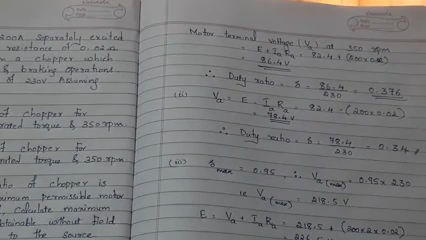 200A Separately excited
resistance of 0.02 Ω
m a chopper which
& braking operations.
of 230V Assuming
of chopper for
rated torque & 350 rpm.
of chopper for
rated torque & 350 rpm
ratio of chopper is
ximum permissible motor
calculate maximum
obtainable without field
to the source
Motor terminal voltage (Va) at 350 rpm
= E + Ia Ra = 82.4 + (200 x 0.02)
= 86.4 V
∴ Duty ratio = δ = 86.4 / 230 = 0.376
(ii) Va = E - Ia Ra = 82.4 - (200 x 0.02)
= 78.4 V
∴ Duty ratio = δ = 78.4 / 230 = 0.34
(iii) δmax = 0.95, ∴ Va (max) = 0.95 x 230
ie Va (max) = 218.5 V
E = Va + Ia Ra = 218.5 + (200 x 2 x 0.02)